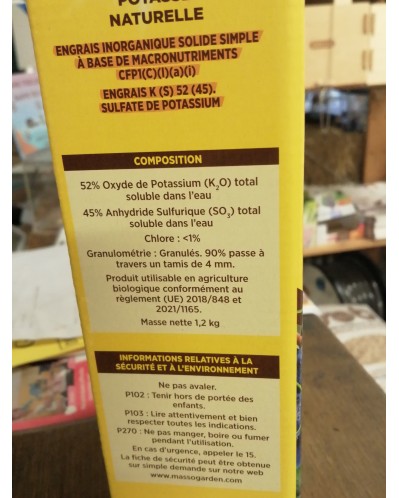 NATURELLE
ENGRAIS INORGANIQUE SOLIDE SIMPLE
À BASE DE MACRONUTRIMENTS
CFP1(C)(I)(a)(i)
ENGRAIS K (S) 52 (45).
SULFATE DE POTASSIUM
COMPOSITION
52% Oxyde de Potassium (K₂O) total
soluble dans l'eau
45% Anhydride Sulfurique (SO₃) total
soluble dans l'eau
Chlore : <1%
Granulométrie : Granulés. 90% passe à
travers un tamis de 4 mm.
Produit utilisable en agriculture
biologique conformément au
règlement (UE) 2018/848 et
2021/1165.
Masse nette 1,2 kg
INFORMATIONS RELATIVES À LA
SÉCURITÉ ET À L'ENVIRONNEMENT
Ne pas avaler.
P102 : Tenir hors de portée des
enfants.
P103 : Lire attentivement et bien
respecter toutes les indications.
P270 : Ne pas manger, boire ou fumer
pendant l'utilisation.
En cas d'urgence, appeler le 15.
La fiche de sécurité peut être obtenue
sur simple demande sur notre web
www.massogarden.com